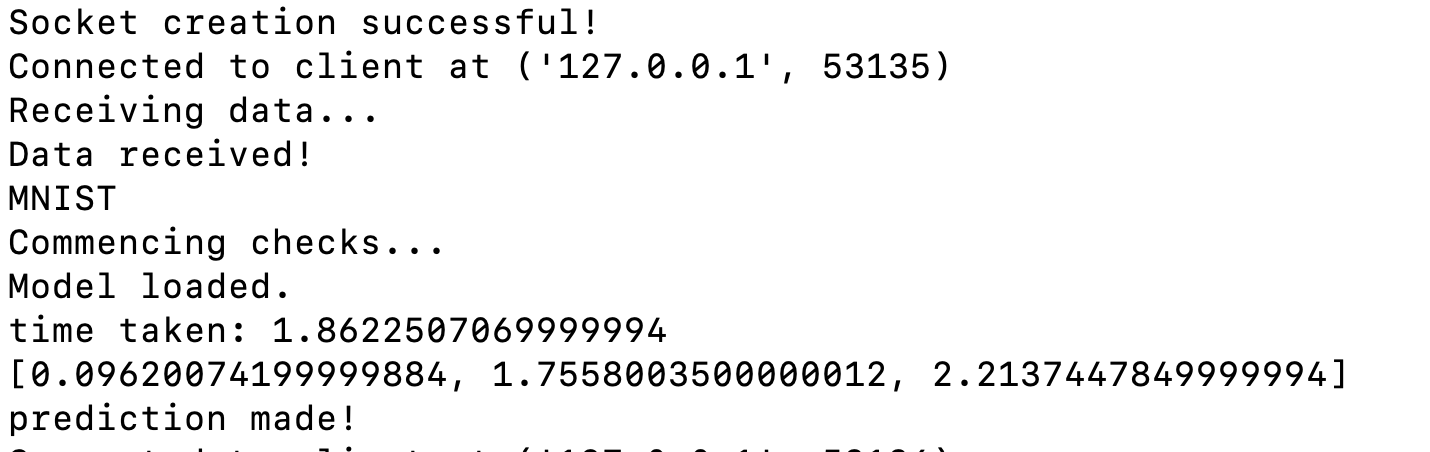 Socket creation successful!
Connected to client at ('127.0.0.1', 53135)
Receiving data...
Data received!
MNIST
Commencing checks...
Model loaded.
time taken: 1.8622507069999994
[0.09620074199999884, 1.7558003500000012, 2.2137447849999994]
prediction made!